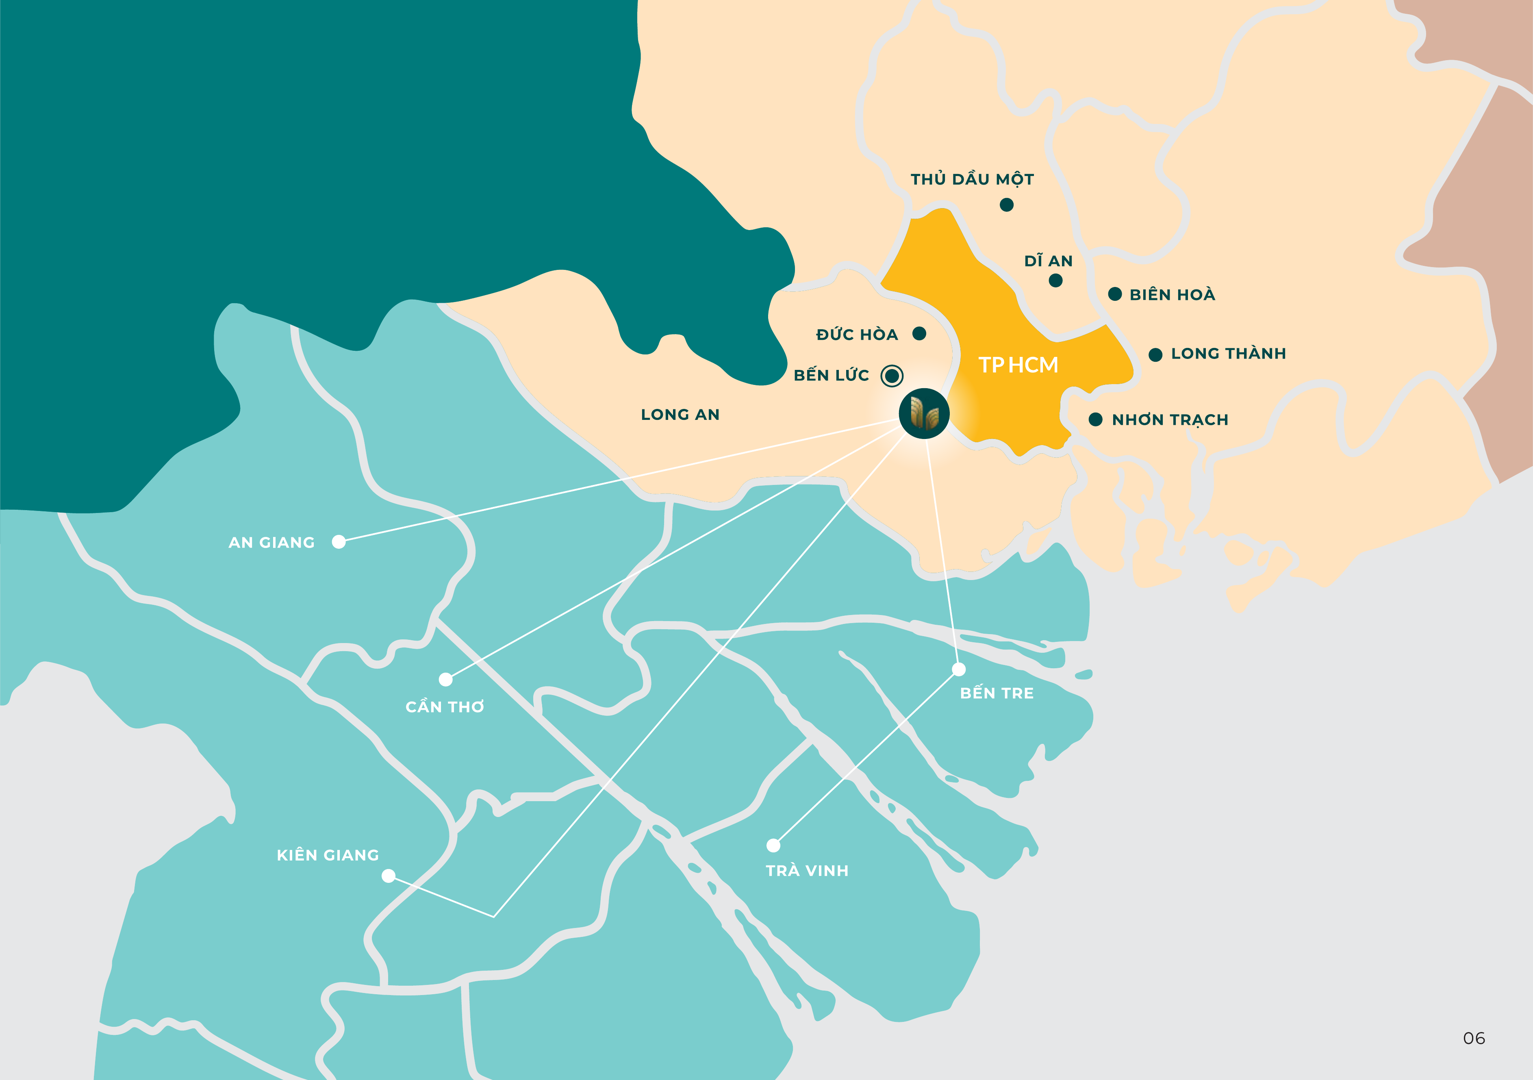 THỦ DẦU MỘT
DĨ AN
BIÊN HOÀ
ĐỨC HÒA
LONG THÀNH
TP HCM
BẾN LỨC
LONG AN
NHƠN TRẠCH
AN GIANG
BẾN TRE
CẦN THƠ
KIÊN GIANG
TRÀ VINH
06